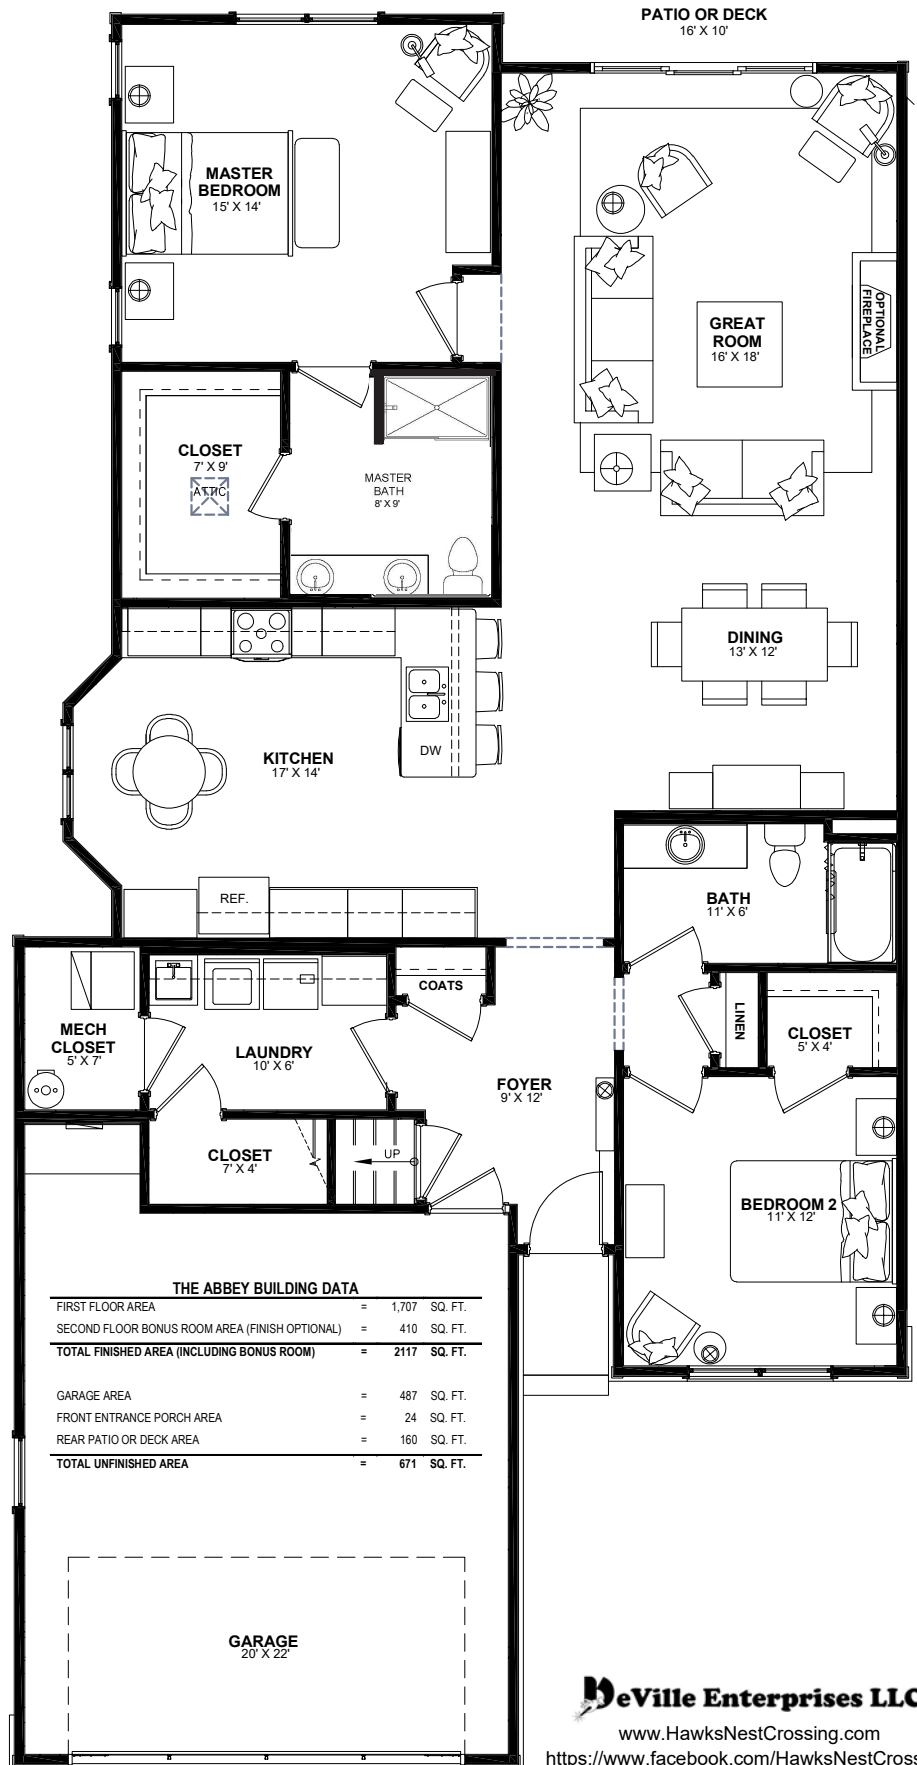 PATIO OR DECK
16' X 10'
MASTER
BEDROOM
15' X 14'
GREAT
ROOM
16' X 18'
OPTIONAL
FIREPLACE
CLOSET
7' X 9'
ATTIC
MASTER
BATH
8' X 9'
DINING
13' X 12'
DW
KITCHEN
17' X 14'
REF.
BATH
11' X 6'
COATS
MECH
CLOSET
5' X 7'
LAUNDRY
10' X 6'
LINEN
CLOSET
5' X 4'
FOYER
9' X 12'
CLOSET
7' X 4'
UP
BEDROOM 2
11' X 12'
THE ABBEY BUILDING DATA
FIRST FLOOR AREA = 1,707 SQ. FT.
SECOND FLOOR BONUS ROOM AREA (FINISH OPTIONAL) = 410 SQ. FT.
TOTAL FINISHED AREA (INCLUDING BONUS ROOM) = 2117 SQ. FT.
GARAGE AREA = 487 SQ. FT.
FRONT ENTRANCE PORCH AREA = 24 SQ. FT.
REAR PATIO OR DECK AREA = 160 SQ. FT.
TOTAL UNFINISHED AREA = 671 SQ. FT.
GARAGE
20' X 22'
DeVille Enterprises LLC
www.HawksNestCrossing.com
https://www.facebook.com/HawksNestCross